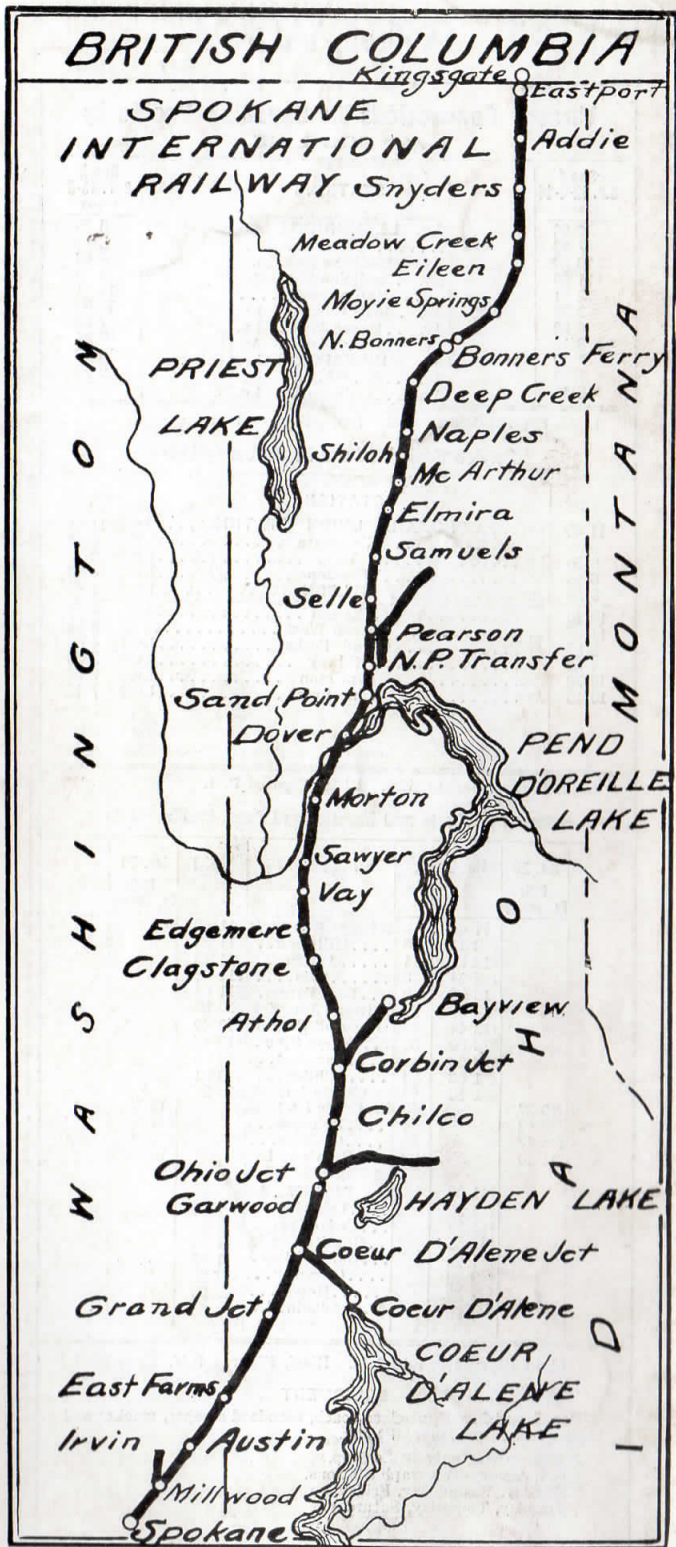 BRITISH COLUMBIA
Kingsgate
Eastport
SPOKANE
INTERNATIONAL
RAILWAY
Addie
Snyders
Meadow Creek
Eileen
Moyie Springs
N. Bonners
Bonners Ferry
PRIEST
LAKE
Deep Creek
Naples
Shiloh
Mc Arthur
Elmira
Samuels
Selle
Pearson
N.P. Transfer
Sand Point
Dover
PEND
D'OREILLE
LAKE
Morton
Sawyer
Vay
Edgemere
Clagstone
Athol
Bayview
Corbin Jct
Chilco
Ohio Jct
Garwood
HAYDEN LAKE
Coeur D'Alene Jct
Grand Jct
Coeur D'Alene
COEUR
D'ALENE
LAKE
East Farms
Irvin
Austin
Millwood
Spokane
WASHINGTON
MONTANA
IDAHO